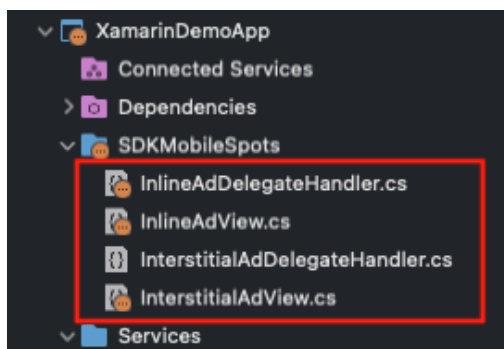 XamarinDemoApp
Connected Services
Dependencies
SDKMobileSpots
InlineAdDelegateHandler.cs
InlineAdView.cs
InterstitialAdDelegateHandler.cs
InterstitialAdView.cs
Services